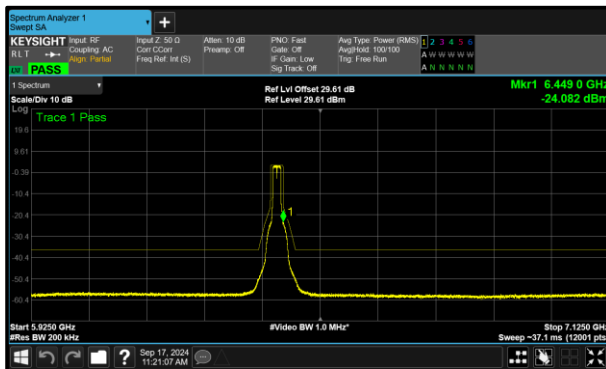 Spectrum Analyzer 1
Swept SA
KEYSIGHT
RLT
PASS
Input: RF
Coupling: AC
Align: Partial
Input Z: 50 Ω
Corr CCorr
Freq Ref: Int (S)
Atten: 10 dB
Preamp: Off
PNO: Fast
Gate: Off
IF Gain: Low
Sig Track: Off
Avg Type: Power (RMS)
Avg|Hold: 100/100
Trig: Free Run
1 2 3 4 5 6
A W W W W W
A N N N N N
1 Spectrum
Scale/Div 10 dB
Ref Lvl Offset 29.61 dB
Ref Level 29.61 dBm
Mkr1 6.449 0 GHz
-24.082 dBm
Log
Trace 1 Pass
19.6
9.61
-0.39
-10.4
-20.4
-30.4
-40.4
-50.4
-60.4
1
Start 5.9250 GHz
#Res BW 200 kHz
#Video BW 1.0 MHz*
Stop 7.1250 GHz
Sweep ~37.1 ms (12001 pts)
?
Sep 17, 2024
11:21:07 AM